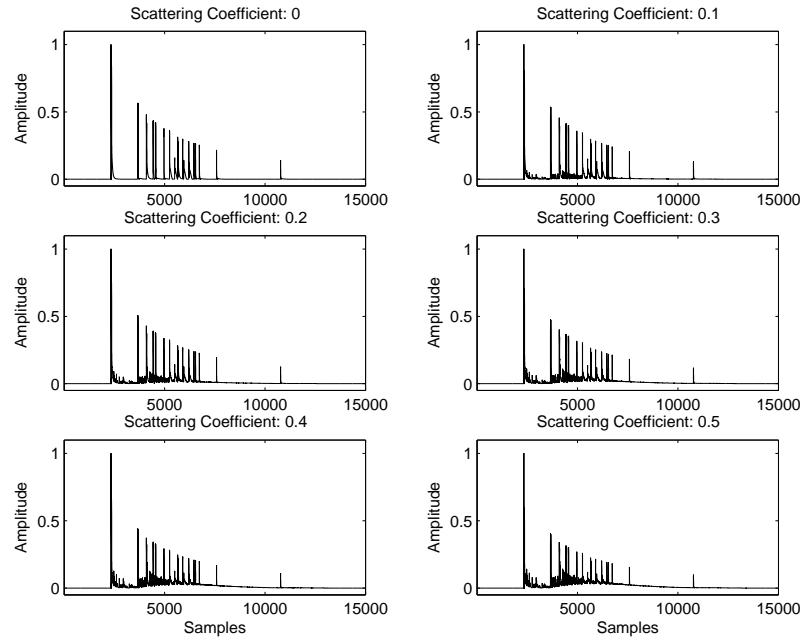 Scattering Coefficient: 0
Amplitude
1
0.5
0
5000 10000 15000
Scattering Coefficient: 0.1
Amplitude
1
0.5
0
5000 10000 15000
Scattering Coefficient: 0.2
Amplitude
1
0.5
0
5000 10000 15000
Scattering Coefficient: 0.3
Amplitude
1
0.5
0
5000 10000 15000
Scattering Coefficient: 0.4
Amplitude
1
0.5
0
5000 10000 15000
Samples
Scattering Coefficient: 0.5
Amplitude
1
0.5
0
5000 10000 15000
Samples